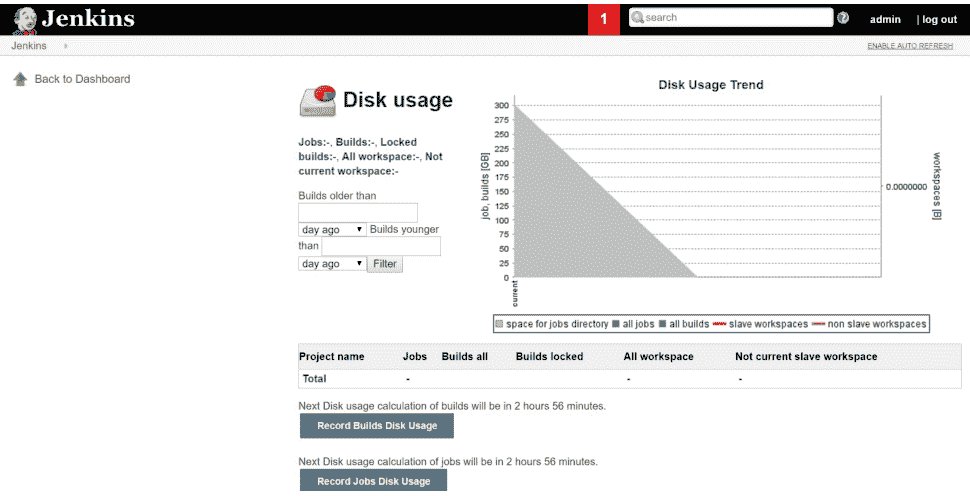 Jenkins
1
search
admin
| log out
Jenkins
ENABLE AUTO REFRESH
Back to Dashboard
Disk usage
Jobs:-, Builds:-, Locked
builds:-, All workspace:-, Not
current workspace:-
Builds older than
day ago Builds younger
than
day ago Filter
Disk Usage Trend
job, builds [GB]
300
275
250
225
200
175
150
125
100
75
50
25
0
current
0.0000000
workspaces [B]
space for jobs directory all jobs all builds slave workspaces non slave workspaces
Project name Jobs Builds all Builds locked All workspace Not current slave workspace
Total - - -
Next Disk usage calculation of builds will be in 2 hours 56 minutes.
Record Builds Disk Usage
Next Disk usage calculation of jobs will be in 2 hours 56 minutes.
Record Jobs Disk Usage